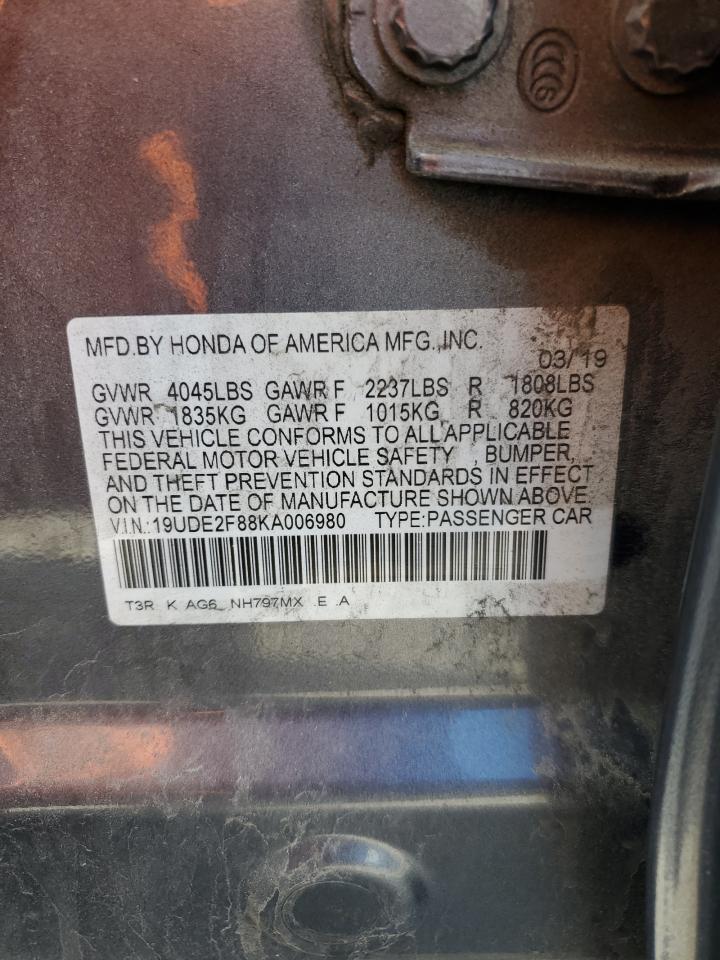 MFD.BY HONDA OF AMERICA MFG.,INC.
03/19
GVWR 4045LBS GAWR F 2237LBS R 1808LBS
GVWR 1835KG GAWR F 1015KG R 820KG
THIS VEHICLE CONFORMS TO ALL APPLICABLE
FEDERAL MOTOR VEHICLE SAFETY , BUMPER,
AND THEFT PREVENTION STANDARDS IN EFFECT
ON THE DATE OF MANUFACTURE SHOWN ABOVE.
V.I.N.:19UDE2F88KA006980 TYPE:PASSENGER CAR
T3R K AG6 NH797MX .E .A